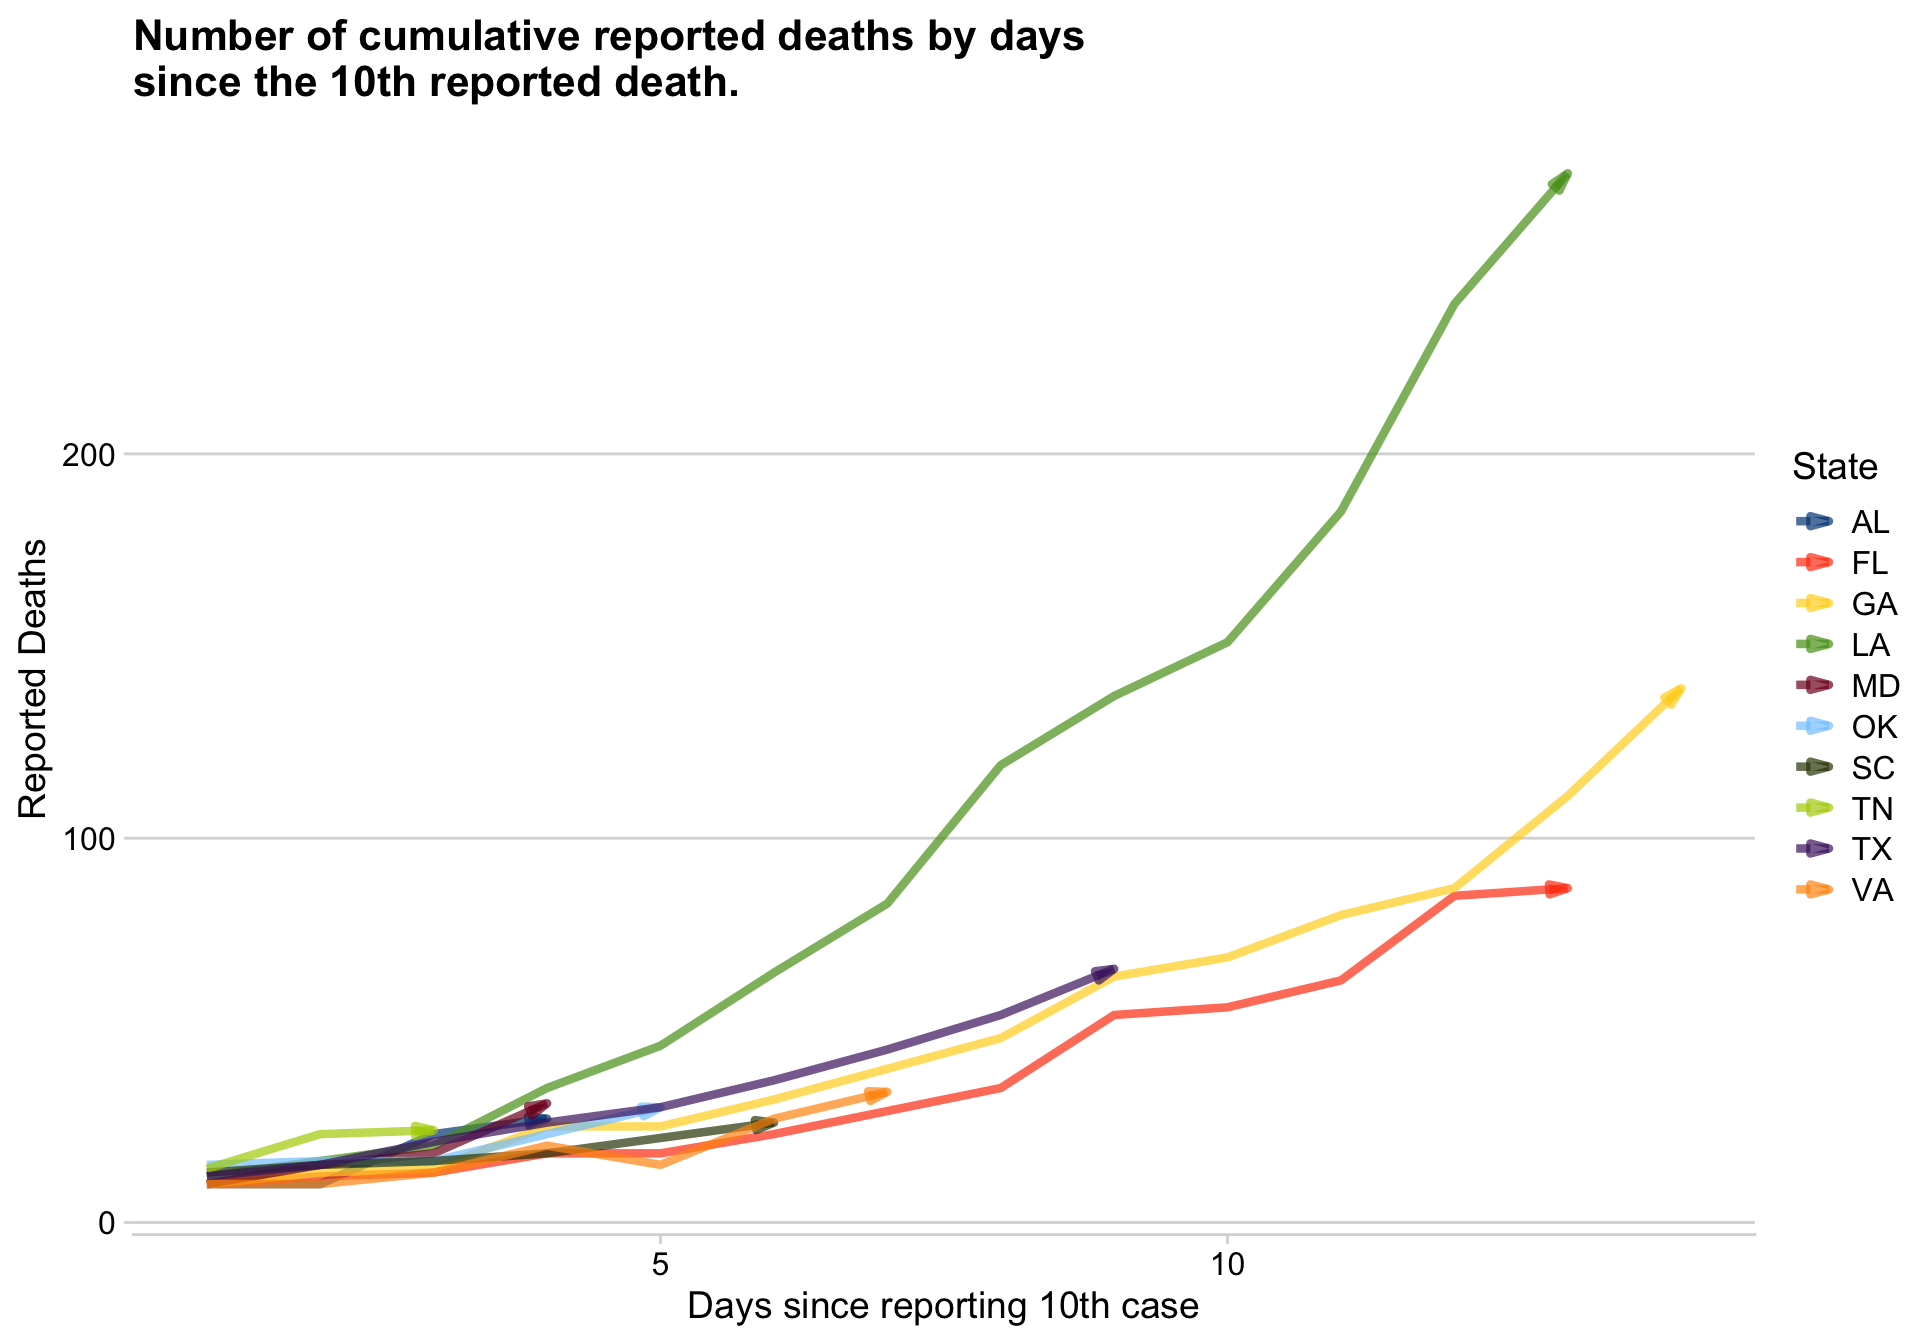 Number of cumulative reported deaths by days
since the 10th reported death.
200
100
0
Reported Deaths
5
10
Days since reporting 10th case
State
AL
FL
GA
LA
MD
OK
SC
TN
TX
VA